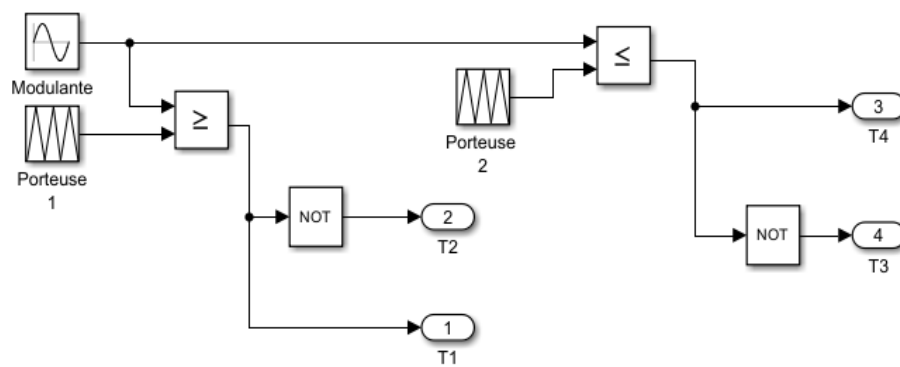 Modulante
≥
Porteuse
1
≤
Porteuse
2
3
T4
NOT
2
T2
NOT
4
T3
1
T1